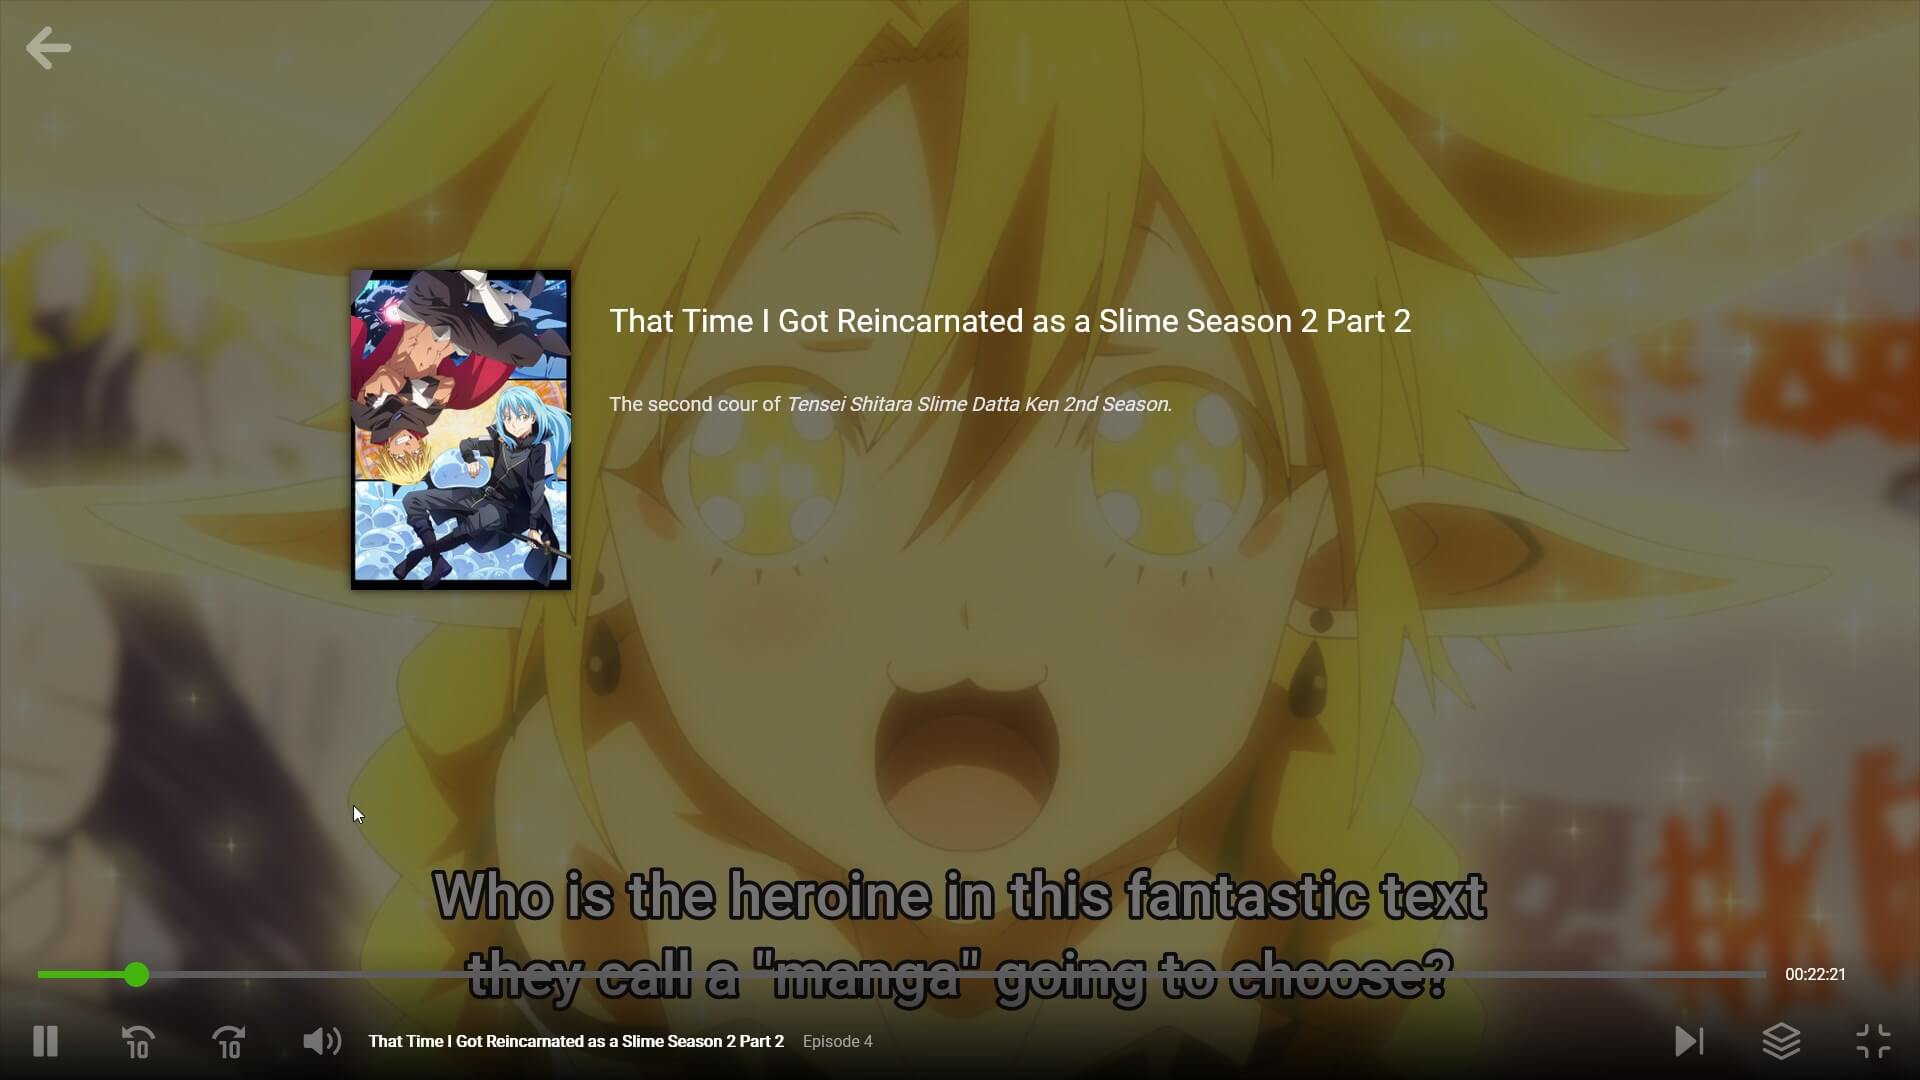 That Time I Got Reincarnated as a Slime Season 2 Part 2
The second cour of Tensei Shitara Slime Datta Ken 2nd Season.
Who is the heroine in this fantastic text
they call a "manga" going to choose?
00:22:21
10
10
That Time I Got Reincarnated as a Slime Season 2 Part 2 Episode 4